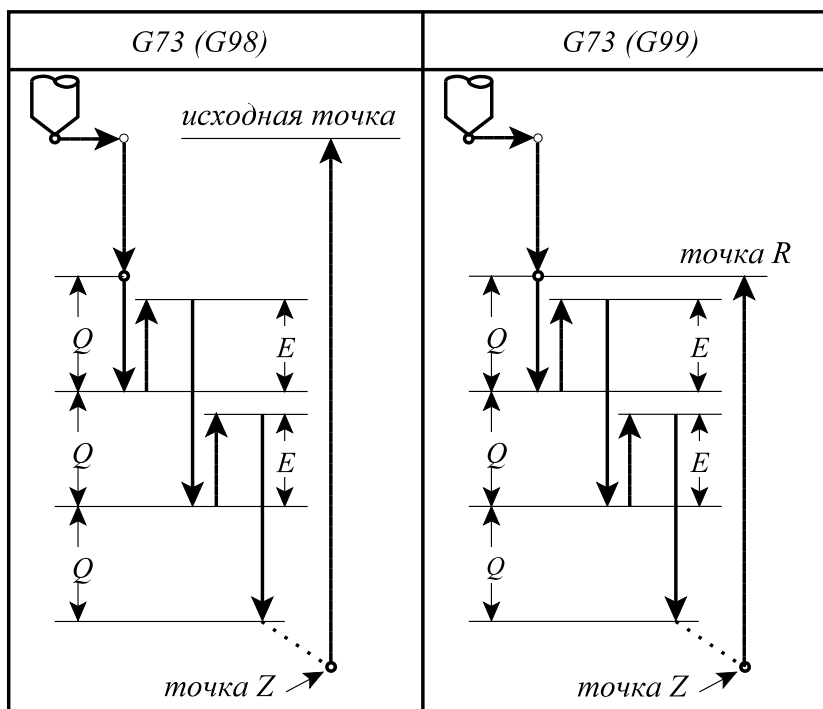 G73 (G98)
G73 (G99)
исходная точка
Q
E
Q
E
Q
точка Z
точка R
Q
E
Q
E
Q
точка Z